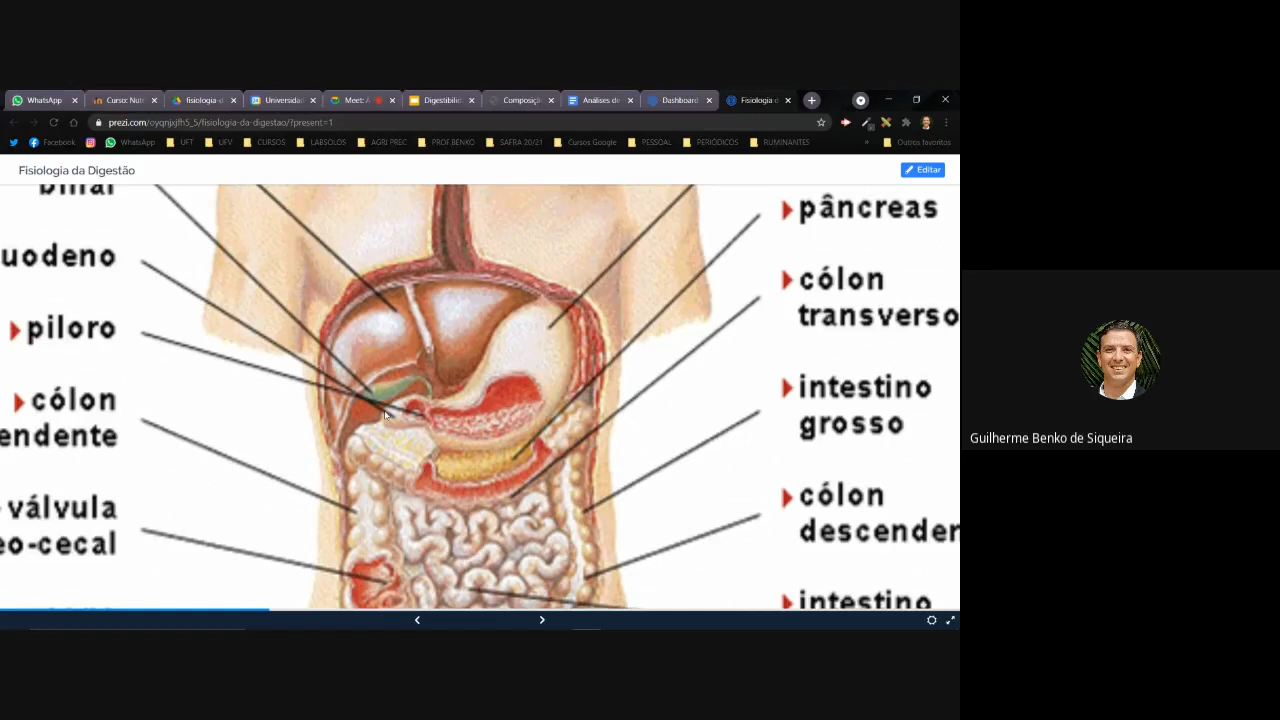 WhatsApp
Curso: Nutr
fisiologia-d
Universidad
Meet: A
Digestibilid
Composiçã
Análises de
Dashboard
Fisiologia d
prezi.com/oyqnjxjfh5_5/fisiologia-da-digestao/?present=1
Facebook
WhatsApp
UFT
UFV
CURSOS
LABSOLOS
AGRI PREC
PROF.BENKO
SAFRA 20/21
Cursos Google
PESSOAL
PERIÓDICOS
RUMINANTES
»
Outros favoritos
Fisiologia da Digestão
Editar
biliar
uodeno
piloro
cólon
endente
válvula
eo-cecal
pâncreas
cólon
transverso
intestino
grosso
cólon
descenden
intestino
Guilherme Benko de Siqueira